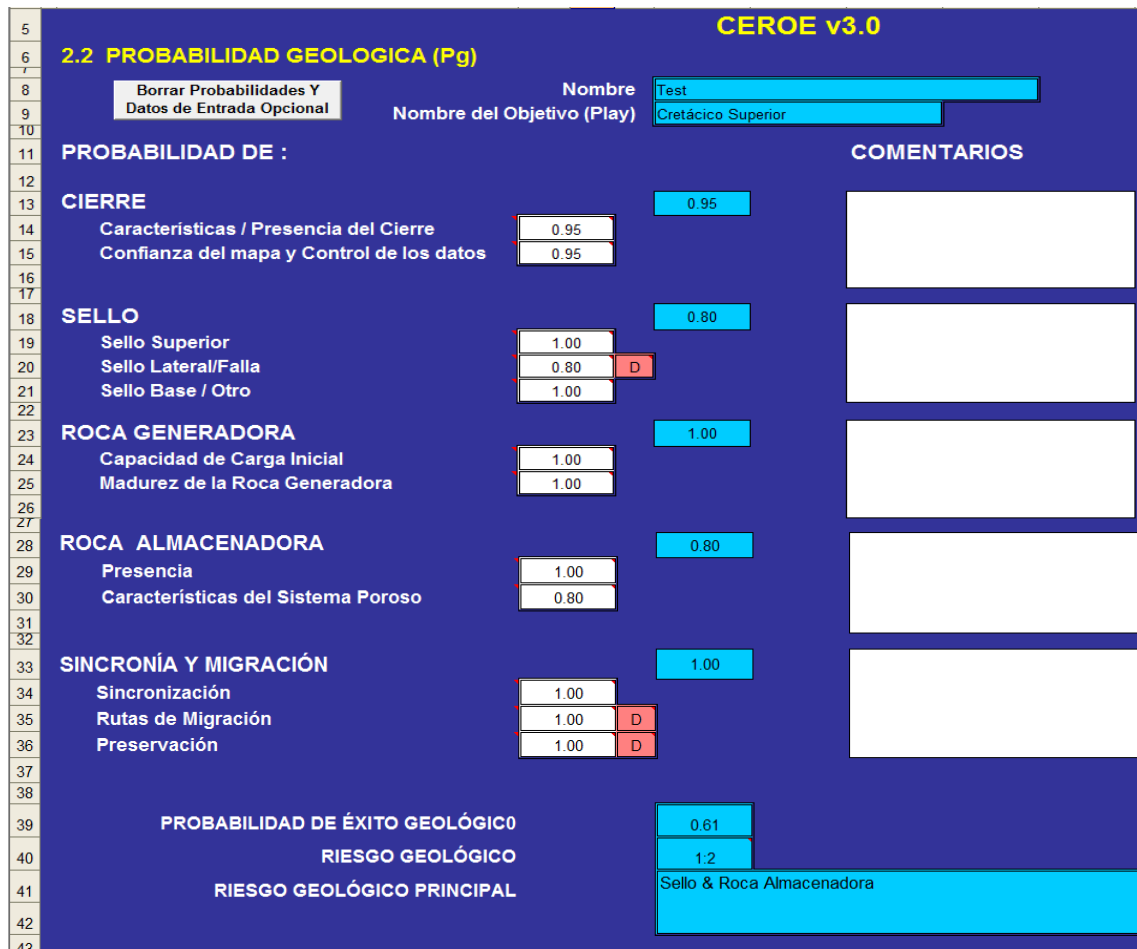 5 CEROE v3.0
6 2.2 PROBABILIDAD GEOLOGICA (Pg)
7
8 Borrar Probabilidades Y Nombre Test
9 Datos de Entrada Opcional Nombre del Objetivo (Play) Cretácico Superior
10
11 PROBABILIDAD DE : COMENTARIOS
12
13 CIERRE 0.95
14 Características / Presencia del Cierre 0.95
15 Confianza del mapa y Control de los datos 0.95
16
17
18 SELLO 0.80
19 Sello Superior 1.00
20 Sello Lateral/Falla 0.80 D
21 Sello Base / Otro 1.00
22
23 ROCA GENERADORA 1.00
24 Capacidad de Carga Inicial 1.00
25 Madurez de la Roca Generadora 1.00
26
27
28 ROCA ALMACENADORA 0.80
29 Presencia 1.00
30 Características del Sistema Poroso 0.80
31
32
33 SINCRONÍA Y MIGRACIÓN 1.00
34 Sincronización 1.00
35 Rutas de Migración 1.00 D
36 Preservación 1.00 D
37
38
39 PROBABILIDAD DE ÉXITO GEOLÓGIC0 0.61
40 RIESGO GEOLÓGICO 1:2
41 RIESGO GEOLÓGICO PRINCIPAL Sello & Roca Almacenadora
42
43